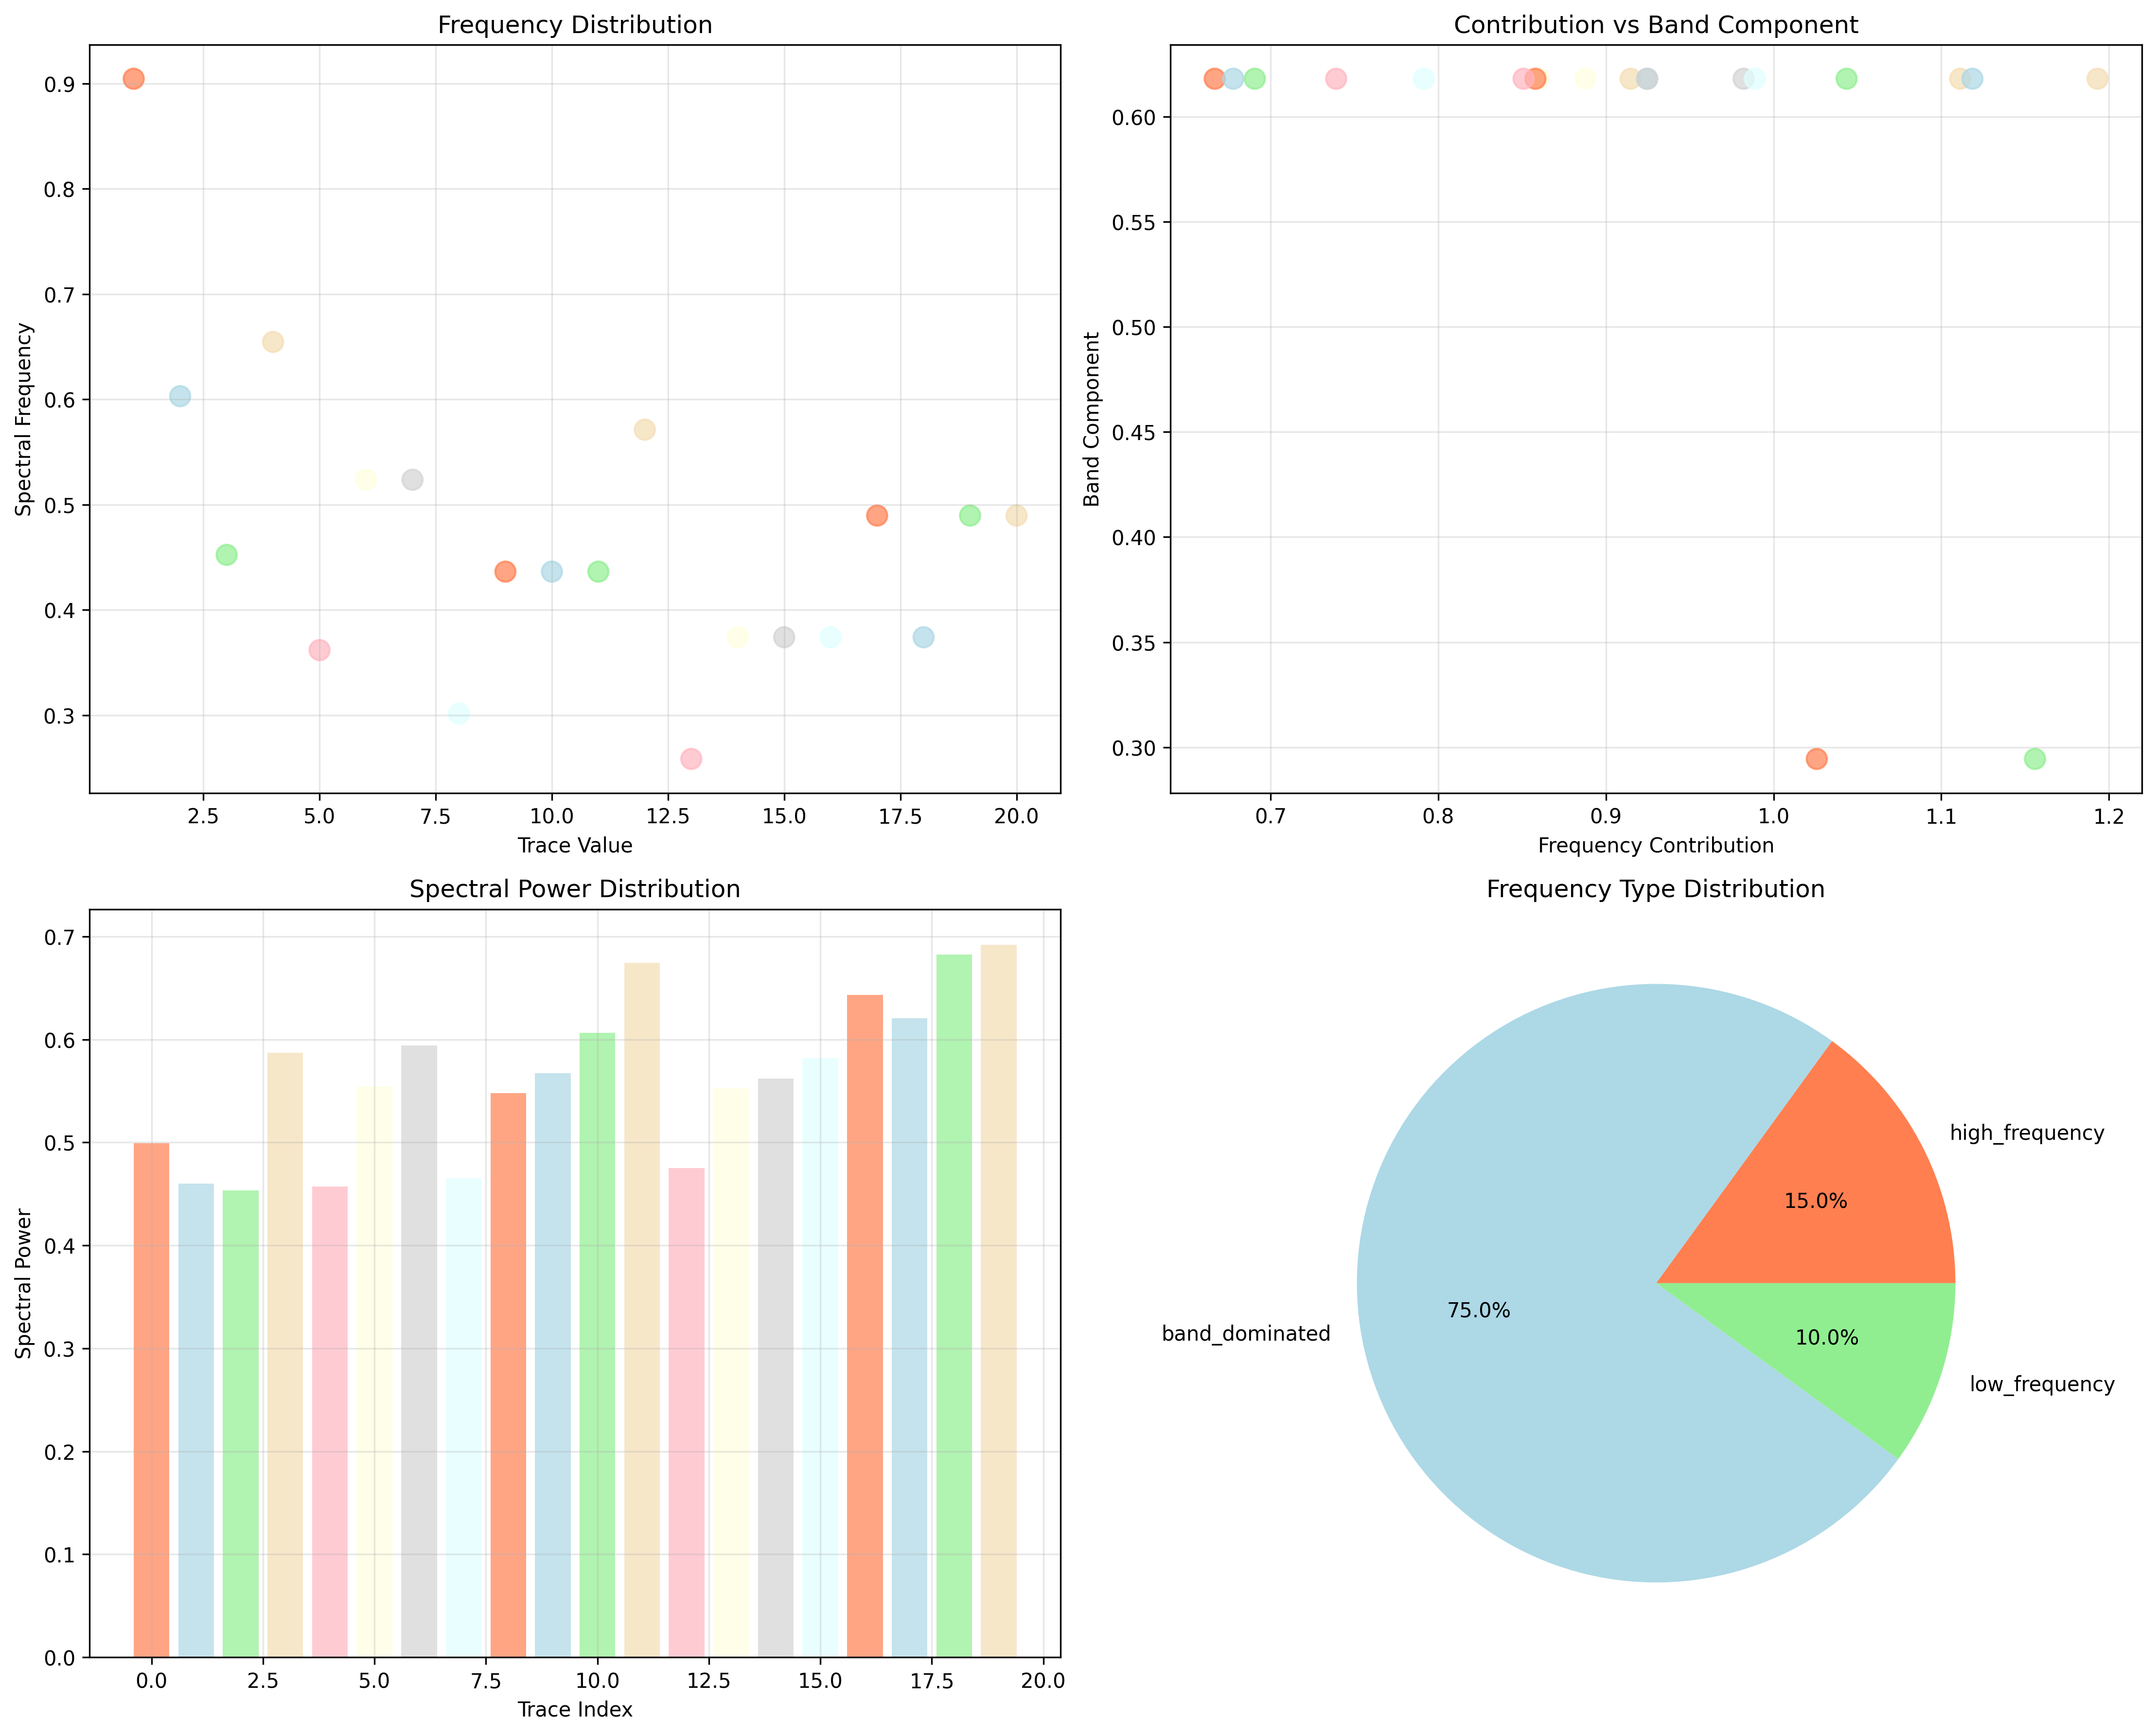 Frequency Distribution
Spectral Frequency
0.9
0.8
0.7
0.6
0.5
0.4
0.3
2.5 5.0 7.5 10.0 12.5 15.0 17.5 20.0
Trace Value
Contribution vs Band Component
Band Component
0.60
0.55
0.50
0.45
0.40
0.35
0.30
0.7 0.8 0.9 1.0 1.1 1.2
Frequency Contribution
Spectral Power Distribution
Spectral Power
0.7
0.6
0.5
0.4
0.3
0.2
0.1
0.0
0.0 2.5 5.0 7.5 10.0 12.5 15.0 17.5 20.0
Trace Index
Frequency Type Distribution
high_frequency
15.0%
75.0%
band_dominated
10.0%
low_frequency